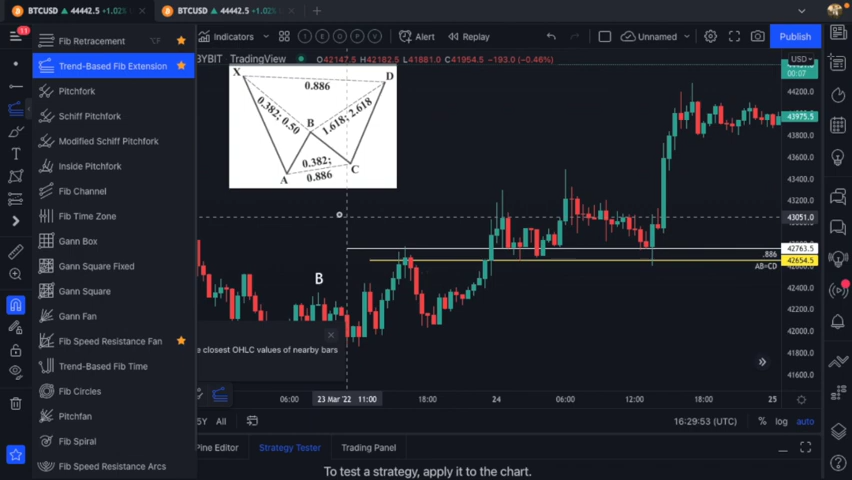 BTCUSD ▲ 44442.5 +1.02%
BTCUSD ▲ 44442.5 +1.02%
11
Fib Retracement
Indicators
Alert
Replay
Unnamed
Publish
Trend-Based Fib Extension
BYBIT TradingView
O42147.5 H42182.5 L41881.0 C41954.5 −193.0 (−0.46%)
USD
00:07
Pitchfork
Schiff Pitchfork
Modified Schiff Pitchfork
Inside Pitchfork
Fib Channel
Fib Time Zone
Gann Box
Gann Square Fixed
Gann Square
Gann Fan
Fib Speed Resistance Fan
Trend-Based Fib Time
Fib Circles
Pitchfan
Fib Spiral
Fib Speed Resistance Arcs
X
D
0.886
0.382; 0.50
1.618; 2.618
B
0.382;
0.886
A
C
B
.886
AB=CD
e closest OHLC values of nearby bars
44200.0
43975.5
43800.0
43600.0
43400.0
43200.0
43051.0
42763.5
42654.5
42400.0
42200.0
42000.0
41800.0
41600.0
06:00
23 Mar '22 11:00
18:00
24
06:00
12:00
18:00
25
5Y
All
16:29:53 (UTC)
%
log
auto
Pine Editor
Strategy Tester
Trading Panel
To test a strategy, apply it to the chart.